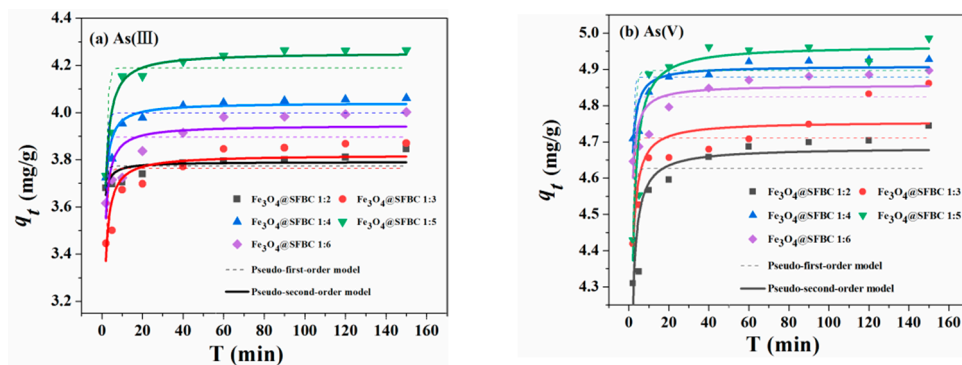 (a) As(Ⅲ)
4.4
4.2
4.0
3.8
3.6
3.4
3.2
qt (mg/g)
Fe3O4@SFBC 1:2 Fe3O4@SFBC 1:3
Fe3O4@SFBC 1:4 Fe3O4@SFBC 1:5
Fe3O4@SFBC 1:6
Pseudo-first-order model
Pseudo-second-order model
0 20 40 60 80 100 120 140 160
T (min)
(b) As(V)
5.0
4.9
4.8
4.7
4.6
4.5
4.4
4.3
qt (mg/g)
Fe3O4@SFBC 1:2 Fe3O4@SFBC 1:3
Fe3O4@SFBC 1:4 Fe3O4@SFBC 1:5
Fe3O4@SFBC 1:6
Pseudo-first-order model
Pseudo-second-order model
0 20 40 60 80 100 120 140 160
T (min)